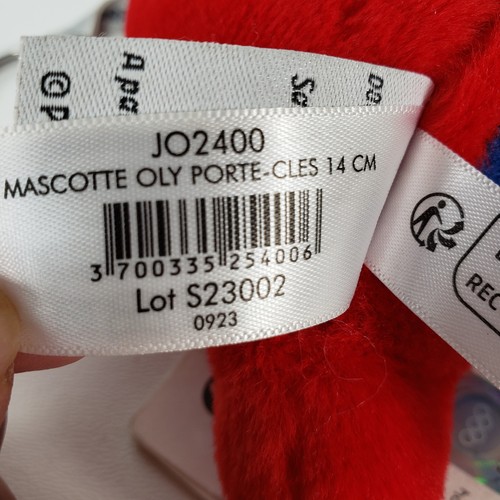 JO2400
MASCOTTE OLY PORTE-CLES 14 CM
3 700335 254006
Lot S23002
0923